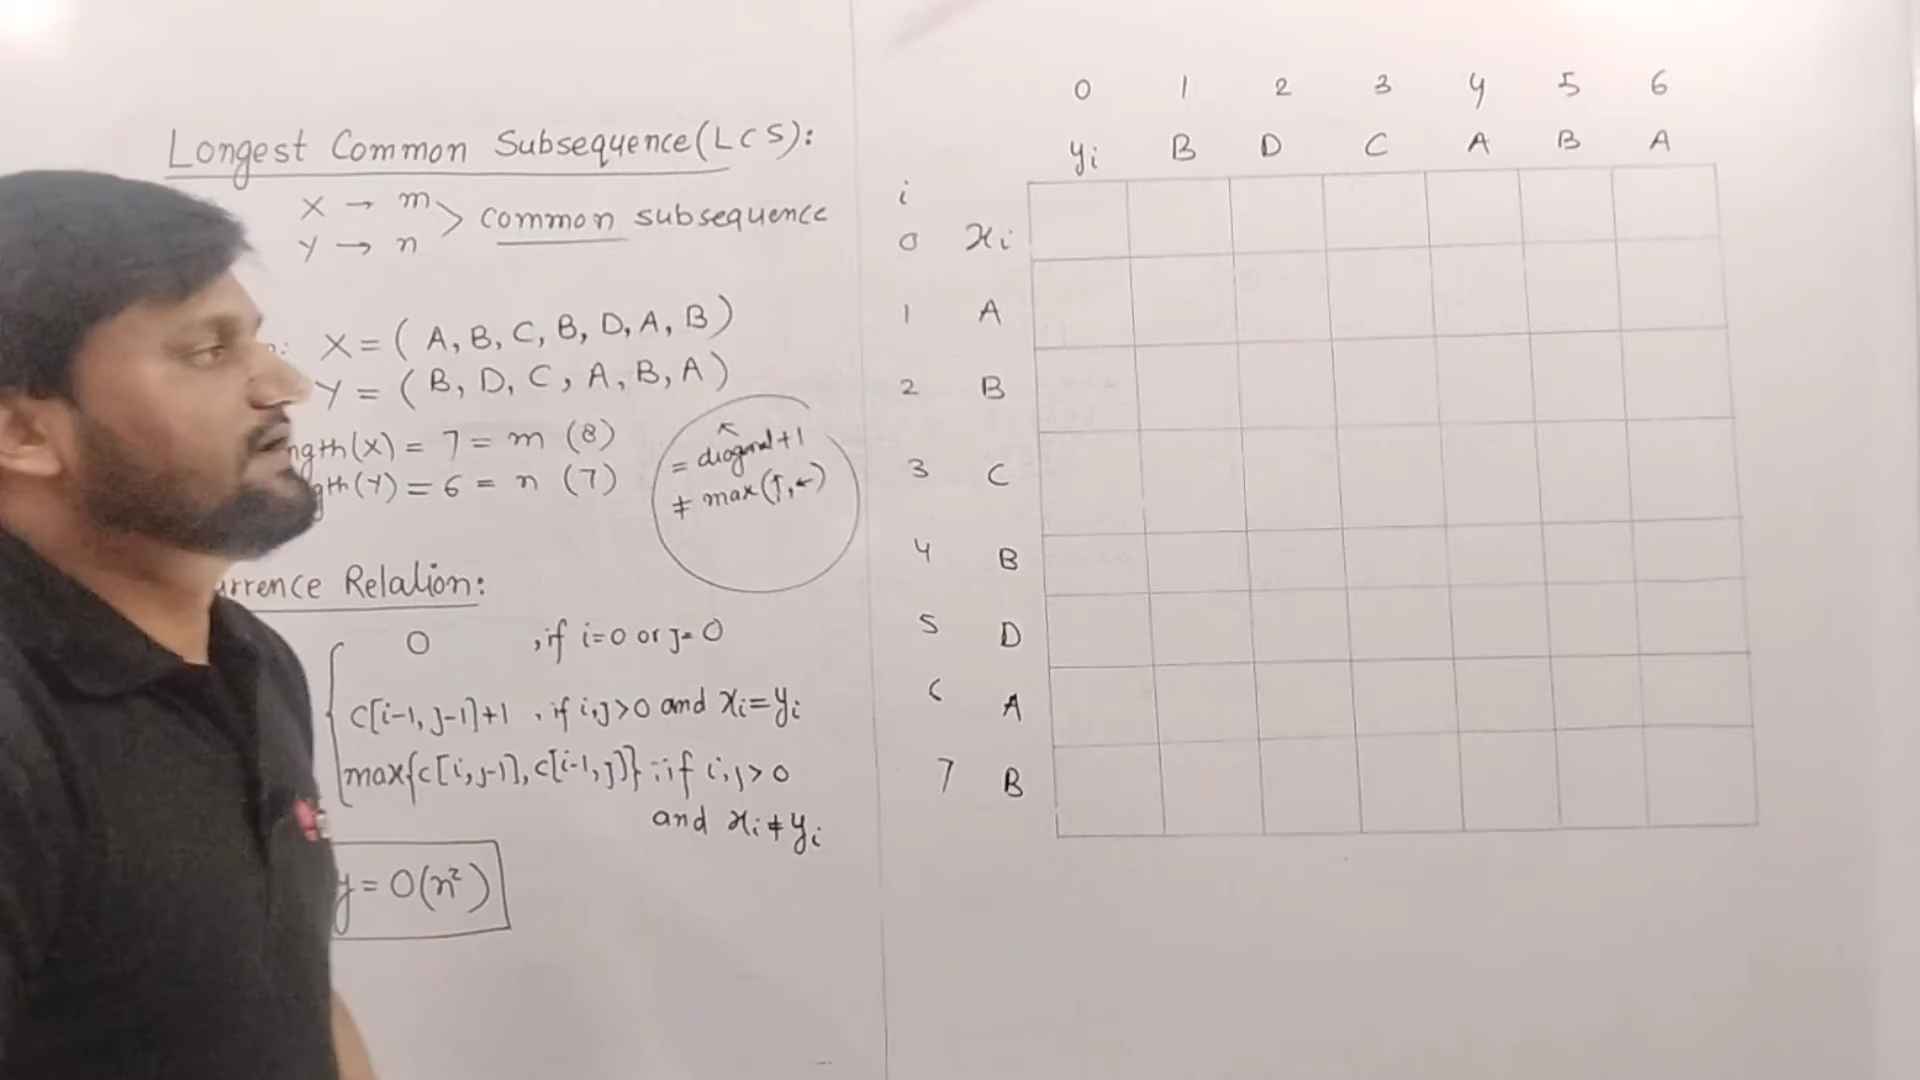 Longest Common Subsequence(LCS):
X → m
Y → n
> common subsequence
X = ( A, B, C, B, D, A, B )
Y = ( B, D, C, A, B, A )
ngth(X) = 7 = m (8)
gth(Y) = 6 = n (7)
↖
= diagonal+1
≠ max(↑,←)
urrence Relation:
0 , if i=0 or j=0
c[i-1, j-1]+1 , if i,j>0 and xi=yi
max{c[i,j-1], c[i-1,j]} ; if i,j>0
and xi≠yi
y = O(n²)
0 1 2 3 4 5 6
yi B D C A B A
i
0 xi
1 A
2 B
3 C
4 B
5 D
6 A
7 B